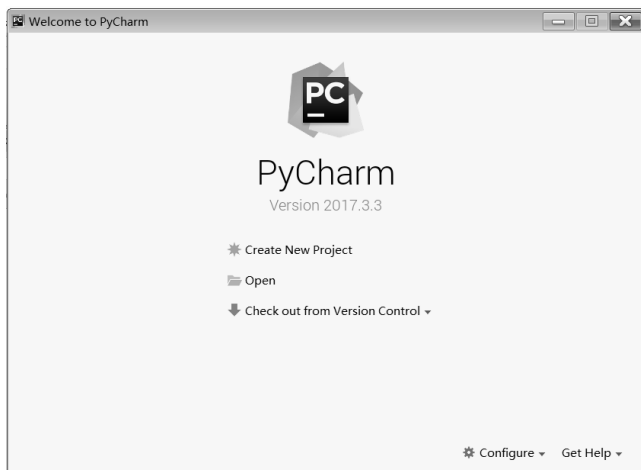 PC Welcome to PyCharm
PC
PyCharm
Version 2017.3.3
Create New Project
Open
Check out from Version Control
Configure
Get Help